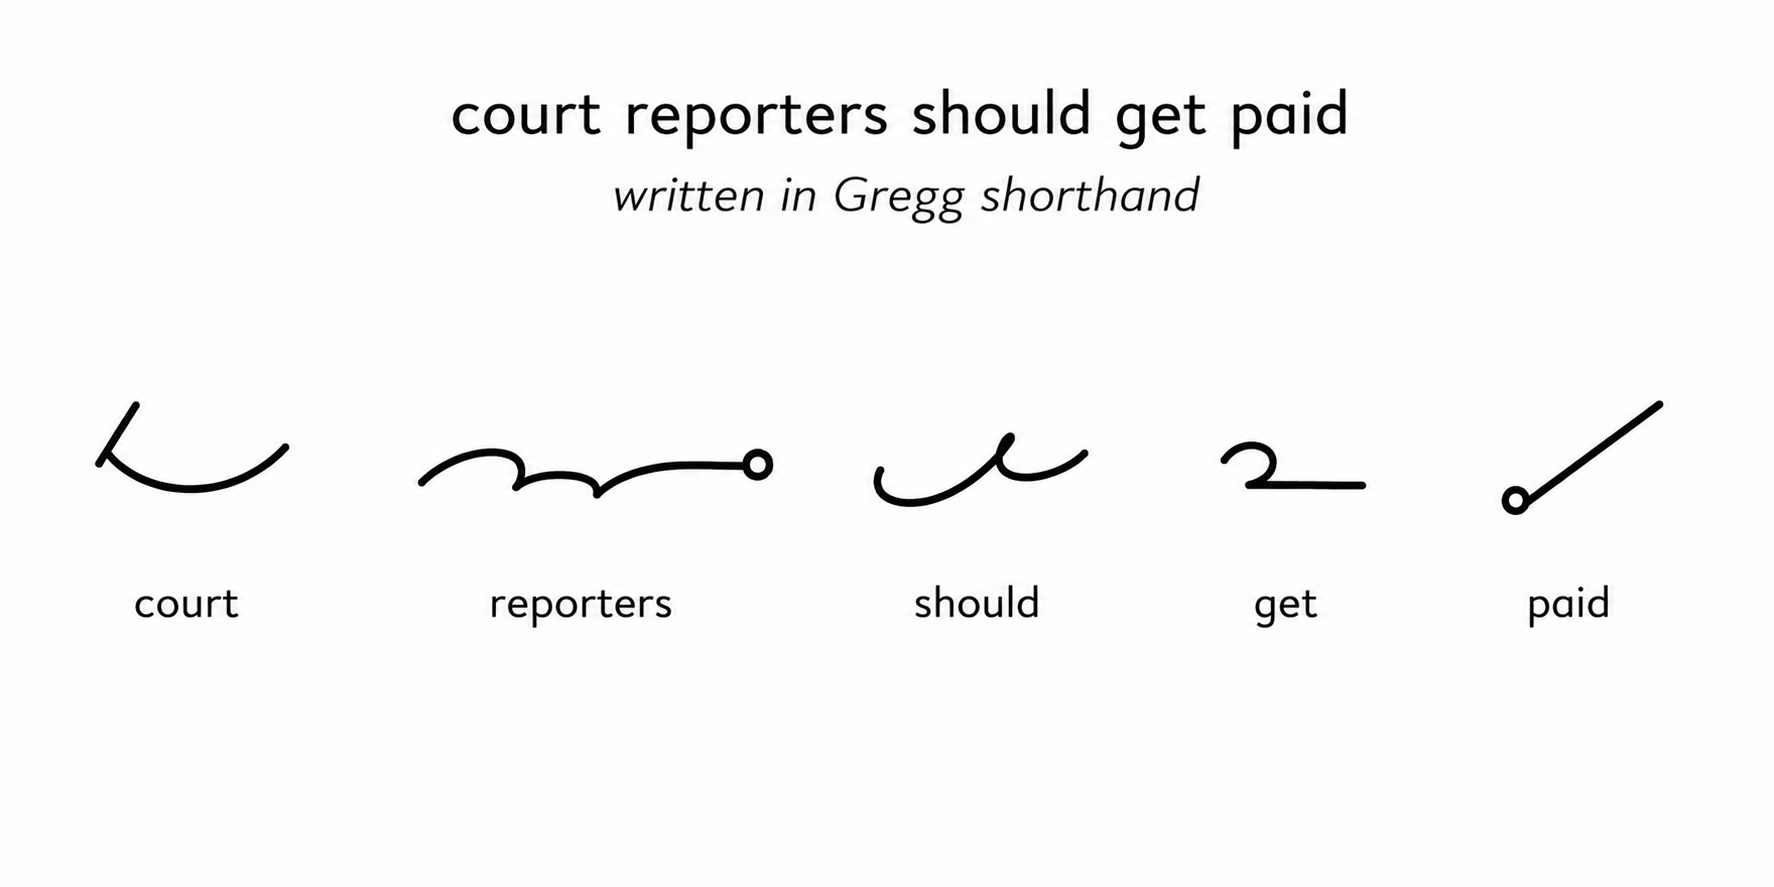 court reporters should get paid
written in Gregg shorthand
court reporters should get paid